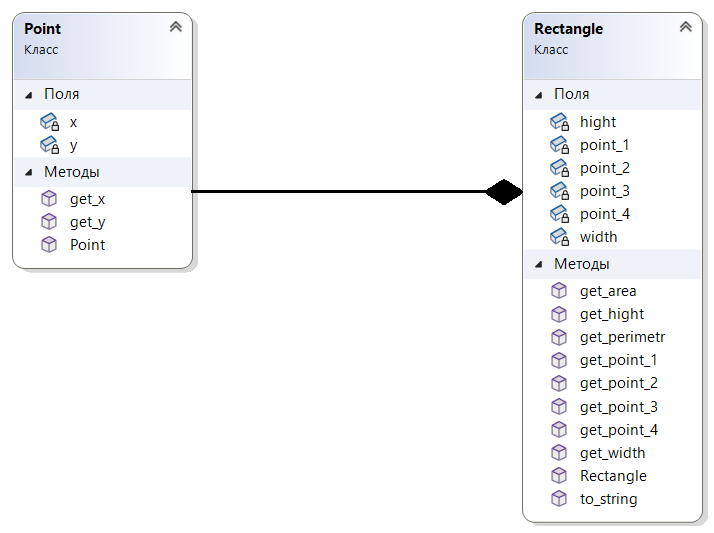 Point
Класс
Поля
x
y
Методы
get_x
get_y
Point
Rectangle
Класс
Поля
hight
point_1
point_2
point_3
point_4
width
Методы
get_area
get_hight
get_perimetr
get_point_1
get_point_2
get_point_3
get_point_4
get_width
Rectangle
to_string